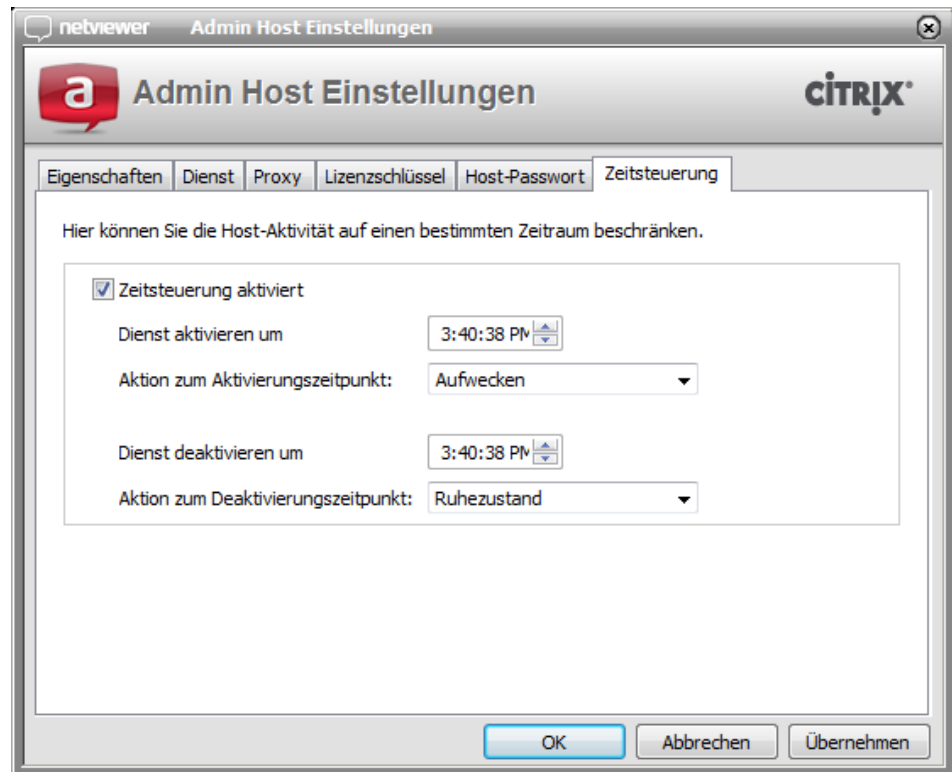 netviewer Admin Host Einstellungen
a Admin Host Einstellungen CITRIX
Eigenschaften Dienst Proxy Lizenzschlüssel Host-Passwort Zeitsteuerung
Hier können Sie die Host-Aktivität auf einen bestimmten Zeitraum beschränken.
Zeitsteuerung aktiviert
Dienst aktivieren um 3:40:38 PM
Aktion zum Aktivierungszeitpunkt: Aufwecken
Dienst deaktivieren um 3:40:38 PM
Aktion zum Deaktivierungszeitpunkt: Ruhezustand
OK Abbrechen Übernehmen